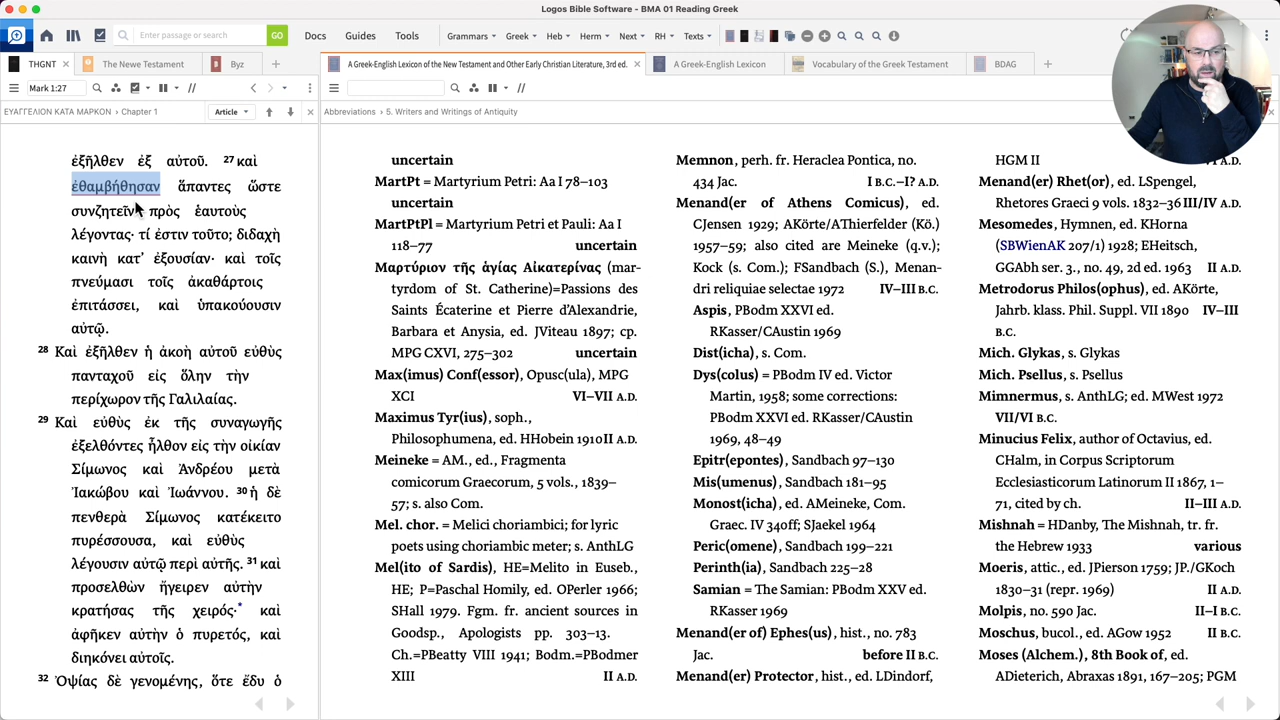 Logos Bible Software - BMA 01 Reading Greek
Enter passage or search
GO
Docs
Guides
Tools
Grammars
Greek
Heb
Herm
Next
RH
Texts
THGNT
The Newe Testament
Byz
A Greek-English Lexicon of the New Testament and Other Early Christian Literature, 3rd ed.
A Greek-English Lexicon
Vocabulary of the Greek Testament
BDAG
Mark 1:27
ΕΥΑΓΓΕΛΙΟΝ ΚΑΤΑ ΜΑΡΚΟΝ › Chapter 1
Article
Abbreviations › 5. Writers and Writings of Antiquity
ἐξῆλθεν ἐξ αὐτοῦ. 27 καὶ
ἐθαμβήθησαν ἅπαντες ὥστε
συνζητεῖν πρὸς ἑαυτοὺς
λέγοντας· τί ἐστιν τοῦτο; διδαχὴ
καινὴ κατ’ ἐξουσίαν· καὶ τοῖς
πνεύμασι τοῖς ἀκαθάρτοις
ἐπιτάσσει, καὶ ὑπακούουσιν
αὐτῷ.
28 Καὶ ἐξῆλθεν ἡ ἀκοὴ αὐτοῦ εὐθὺς
πανταχοῦ εἰς ὅλην τὴν
περίχωρον τῆς Γαλιλαίας.
29 Καὶ εὐθὺς ἐκ τῆς συναγωγῆς
ἐξελθόντες ἦλθον εἰς τὴν οἰκίαν
Σίμωνος καὶ Ἀνδρέου μετὰ
Ἰακώβου καὶ Ἰωάννου. 30 ἡ δὲ
πενθερὰ Σίμωνος κατέκειτο
πυρέσσουσα, καὶ εὐθὺς
λέγουσιν αὐτῷ περὶ αὐτῆς. 31 καὶ
προσελθὼν ἤγειρεν αὐτὴν
κρατήσας τῆς χειρός·* καὶ
ἀφῆκεν αὐτὴν ὁ πυρετός, καὶ
διηκόνει αὐτοῖς.
32 Ὀψίας δὲ γενομένης, ὅτε ἔδυ ὁ
uncertain
MartPt = Martyrium Petri: Aa I 78–103
uncertain
MartPtPl = Martyrium Petri et Pauli: Aa I
118–77 uncertain
Μαρτύριον τῆς ἁγίας Αἰκατερίνας (mar-
tyrdom of St. Catherine)=Passions des
Saints Écaterine et Pierre d’Alexandrie,
Barbara et Anysia, ed. JViteau 1897; cp.
MPG CXVI, 275–302 uncertain
Max(imus) Conf(essor), Opusc(ula), MPG
XCI VI–VII A.D.
Maximus Tyr(ius), soph.,
Philosophumena, ed. HHobein 1910 II A.D.
Meineke = AM., ed., Fragmenta
comicorum Graecorum, 5 vols., 1839–
57; s. also Com.
Mel. chor. = Melici choriambici; for lyric
poets using choriambic meter; s. AnthLG
Mel(ito of Sardis), HE=Melito in Euseb.,
HE; P=Paschal Homily, ed. OPerler 1966;
SHall 1979. Fgm. fr. ancient sources in
Goodsp., Apologists pp. 303–13.
Ch.=PBeatty VIII 1941; Bodm.=PBodmer
XIII II A.D.
Memnon, perh. fr. Heraclea Pontica, no.
434 Jac. I B.C.–I? A.D.
Menand(er of Athens Comicus), ed.
CJensen 1929; AKörte/AThierfelder (Kö.)
1957–59; also cited are Meineke (q.v.);
Kock (s. Com.); FSandbach (S.), Menan-
dri reliquiae selectae 1972 IV–III B.C.
Aspis, PBodm XXVI ed.
RKasser/CAustin 1969
Dist(icha), s. Com.
Dys(colus) = PBodm IV ed. Victor
Martin, 1958; some corrections:
PBodm XXVI ed. RKasser/CAustin
1969, 48–49
Epitr(epontes), Sandbach 97–130
Mis(umenus), Sandbach 181–95
Monost(icha), ed. AMeineke, Com.
Graec. IV 340ff; SJaekel 1964
Peric(omene), Sandbach 199–221
Perinth(ia), Sandbach 225–28
Samian = The Samian: PBodm XXV ed.
RKasser 1969
Menand(er of) Ephes(us), hist., no. 783
Jac. before II B.C.
Menand(er) Protector, hist., ed. LDindorf,
HGM II VI A.D.
Menand(er) Rhet(or), ed. LSpengel,
Rhetores Graeci 9 vols. 1832–36 III/IV A.D.
Mesomedes, Hymnen, ed. KHorna
(SBWienAK 207/1) 1928; EHeitsch,
GGAbh ser. 3., no. 49, 2d ed. 1963 II A.D.
Metrodorus Philos(ophus), ed. AKörte,
Jahrb. klass. Phil. Suppl. VII 1890 IV–III
B.C.
Mich. Glykas, s. Glykas
Mich. Psellus, s. Psellus
Mimnermus, s. AnthLG; ed. MWest 1972
VII/VI B.C.
Minucius Felix, author of Octavius, ed.
CHalm, in Corpus Scriptorum
Ecclesiasticorum Latinorum II 1867, 1–
71, cited by ch. II–III A.D.
Mishnah = HDanby, The Mishnah, tr. fr.
the Hebrew 1933 various
Moeris, attic., ed. JPierson 1759; JP./GKoch
1830–31 (repr. 1969) II A.D.
Molpis, no. 590 Jac. II–I B.C.
Moschus, bucol., ed. AGow 1952 II B.C.
Moses (Alchem.), 8th Book of, ed.
ADieterich, Abraxas 1891, 167–205; PGM